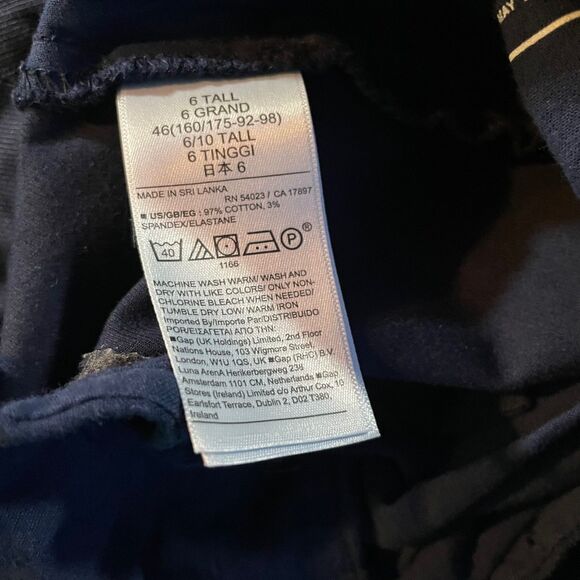 6 TALL
6 GRAND
46(160/175-92-98)
6/10 TALL
6 TINGGI
日本 6
MADE IN SRI LANKA
RN 54023 / CA 17897
■ US/GB/EG : 97% COTTON, 3%
SPANDEX/ELASTANE
40 P ®
1166
MACHINE WASH WARM/ WASH AND
DRY WITH LIKE COLORS/ ONLY NON-
CHLORINE BLEACH WHEN NEEDED/
TUMBLE DRY LOW/ WARM IRON
Imported By/Importe Par/DISTRIBUIDO
POR/ΕΙΣΑΓΕΤΑΙ ΑΠΟ ΤΗΝ:
■Gap (UK Holdings) Limited, 2nd Floor
Nations House, 103 Wigmore Street,
London, W1U 1QS, UK ■Gap (RHC) B.V.
Luna Arena Herikerbergweg 238
Amsterdam 1101 CM, Netherlands ■Gap
Stores (Ireland) Limited c/o Arthur Cox, 10
Earlsfort Terrace, Dublin 2, D02 T380,
Ireland